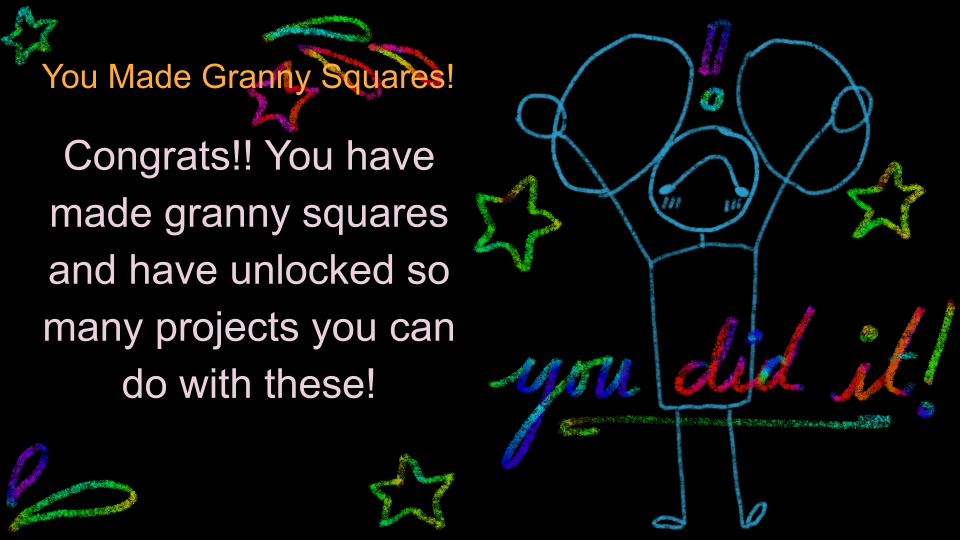 You Made Granny Squares!
Congrats!! You have
made granny squares
and have unlocked so
many projects you can
do with these!
!
you did it!